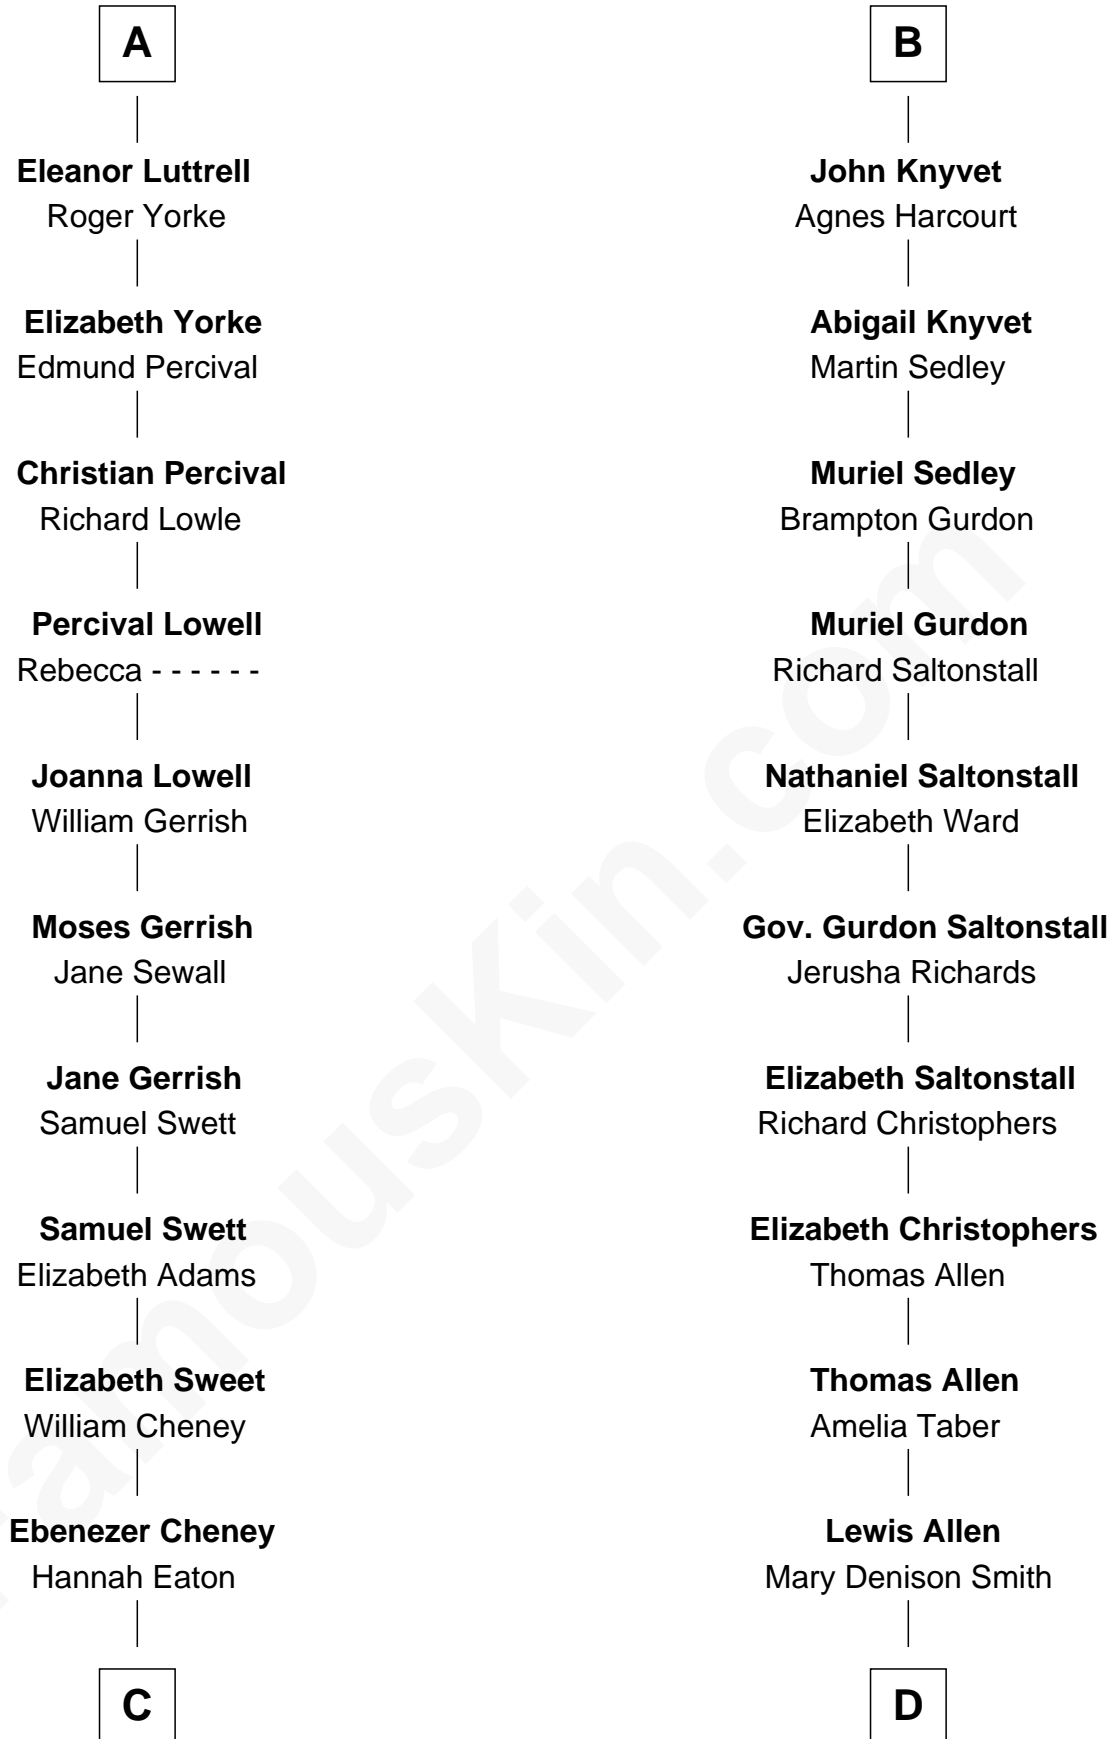 A
Eleanor Luttrell
Roger Yorke
Elizabeth Yorke
Edmund Percival
Christian Percival
Richard Lowle
Percival Lowell
Rebecca - - - - - -
Joanna Lowell
William Gerrish
Moses Gerrish
Jane Sewall
Jane Gerrish
Samuel Swett
Samuel Swett
Elizabeth Adams
Elizabeth Sweet
William Cheney
Ebenezer Cheney
Hannah Eaton
C
B
John Knyvet
Agnes Harcourt
Abigail Knyvet
Martin Sedley
Muriel Sedley
Brampton Gurdon
Muriel Gurdon
Richard Saltonstall
Nathaniel Saltonstall
Elizabeth Ward
Gov. Gurdon Saltonstall
Jerusha Richards
Elizabeth Saltonstall
Richard Christophers
Elizabeth Christophers
Thomas Allen
Thomas Allen
Amelia Taber
Lewis Allen
Mary Denison Smith
D
FamousKin.com